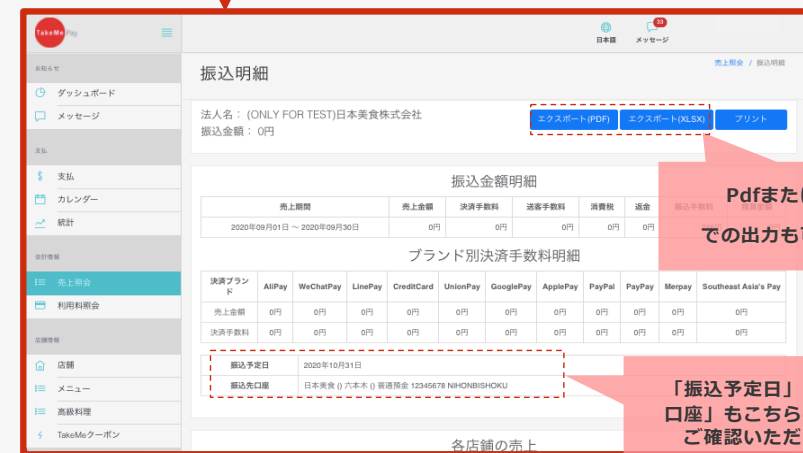 TakeMe Pay
日本語
33
メッセージ
お知らせ
ダッシュボード
メッセージ
支払
支払
カレンダー
統計
会計情報
売上照会
利用料照会
店舗情報
店舗
メニュー
高級料理
TakeMeクーポン
振込明細
売上照会 / 振込明細
法人名： (ONLY FOR TEST)日本美食株式会社
振込金額： 0円
エクスポート(PDF) エクスポート(XLSX) プリント
振込金額明細
売上期間 売上金額 決済手数料 送客手数料 消費税 返金 振込手数料
2020年09月01日 ～ 2020年09月30日 0円 0円 0円 0円 0円
Pdfまた
での出力も
ブランド別決済手数料明細
決済ブランド AliPay WeChatPay LinePay CreditCard UnionPay GooglePay ApplePay PayPal PayPay Merpay Southeast Asia's Pay
売上金額 0円 0円 0円 0円 0円 0円 0円 0円 0円 0円 0円
決済手数料 0円 0円 0円 0円 0円 0円 0円 0円 0円 0円 0円
振込予定日 2020年10月31日
振込先口座 日本美食 () 六本木 () 普通預金 12345678 NIHONBISHOKU
「振込予定日」
口座」もこちら
ご確認いただ
各店舗の売上